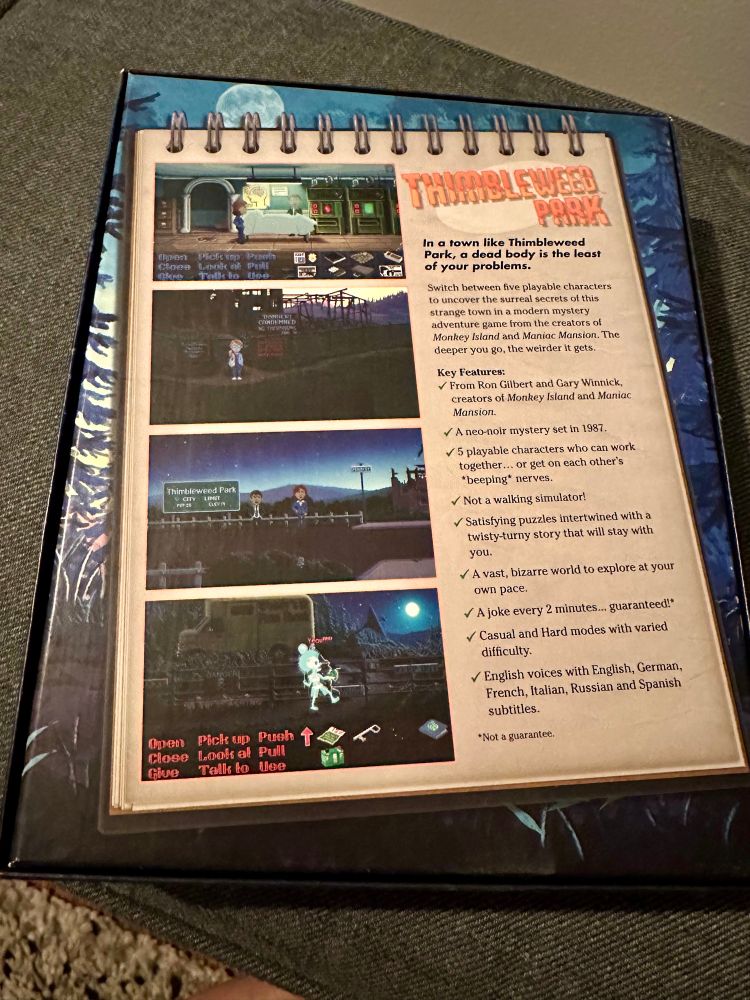 THIMBLEWEED
PARK
In a town like Thimbleweed
Park, a dead body is the least
of your problems.
Switch between five playable characters
to uncover the surreal secrets of this
strange town in a modern mystery
adventure game from the creators of
Monkey Island and Maniac Mansion. The
deeper you go, the weirder it gets.
Key Features:
✓ From Ron Gilbert and Gary Winnick,
creators of Monkey Island and Maniac
Mansion.
✓ A neo-noir mystery set in 1987.
✓ 5 playable characters who can work
together... or get on each other's
*beeping* nerves.
✓ Not a walking simulator!
✓ Satisfying puzzles intertwined with a
twisty-turny story that will stay with
you.
✓ A vast, bizarre world to explore at your
own pace.
✓ A joke every 2 minutes... guaranteed!*
✓ Casual and Hard modes with varied
difficulty.
✓ English voices with English, German,
French, Italian, Russian and Spanish
subtitles.
*Not a guarantee.
Open Pick up Push
Close Look at Pull
Give Talk to Use
CONDEMNED
Thimbleweed Park
CITY LIMIT
Open Pick up Push
Close Look at Pull
Give Talk to Use